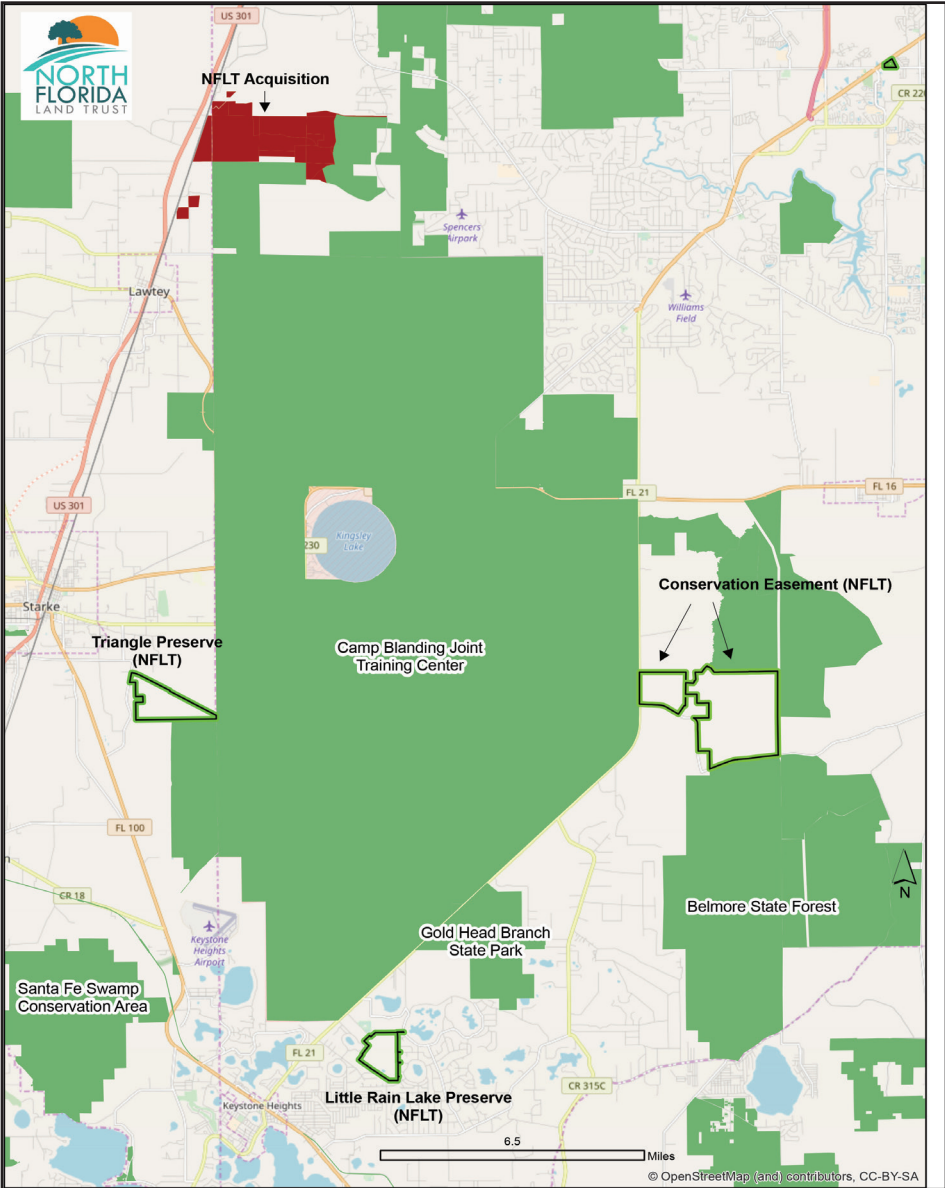 US 301
NORTH
FLORIDA
LAND TRUST
NFLT Acquisition
CR 220
Spencers
Airpark
Lawtey
Williams
Field
US 301
FL 21
FL 16
230
Kingsley
Lake
Starke
Conservation Easement (NFLT)
Triangle Preserve
(NFLT)
Camp Blanding Joint
Training Center
FL 100
N
CR 18
Belmore State Forest
Keystone
Heights
Airport
Gold Head Branch
State Park
Santa Fe Swamp
Conservation Area
FL 21
CR 315C
Little Rain Lake Preserve
(NFLT)
Keystone Heights
6.5
Miles
© OpenStreetMap (and) contributors, CC-BY-SA